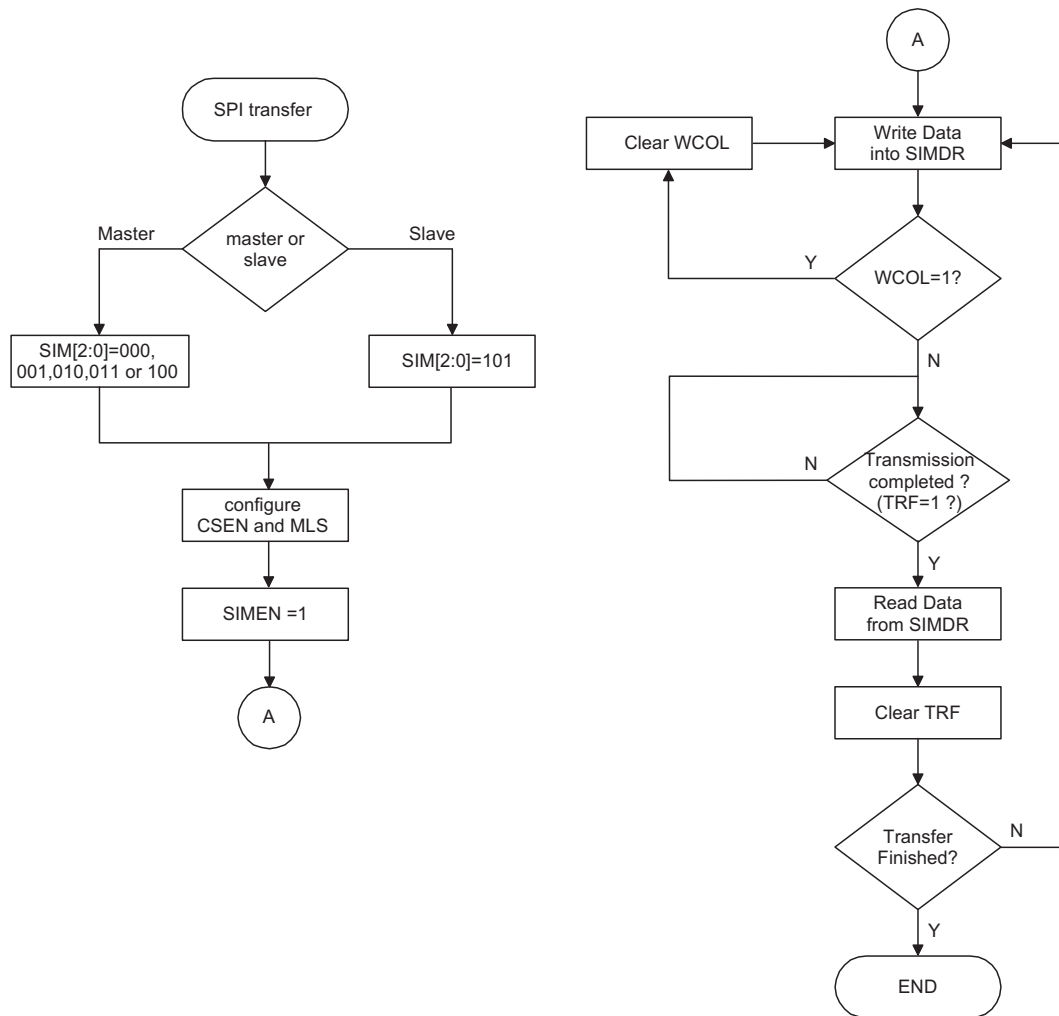 SPI transfer
master or
slave
Master
Slave
SIM[2:0]=000,
001,010,011 or 100
SIM[2:0]=101
configure
CSEN and MLS
SIMEN =1
A
A
Write Data
into SIMDR
Clear WCOL
WCOL=1?
Y
N
Transmission
completed ?
(TRF=1 ?)
N
Y
Read Data
from SIMDR
Clear TRF
Transfer
Finished?
N
Y
END